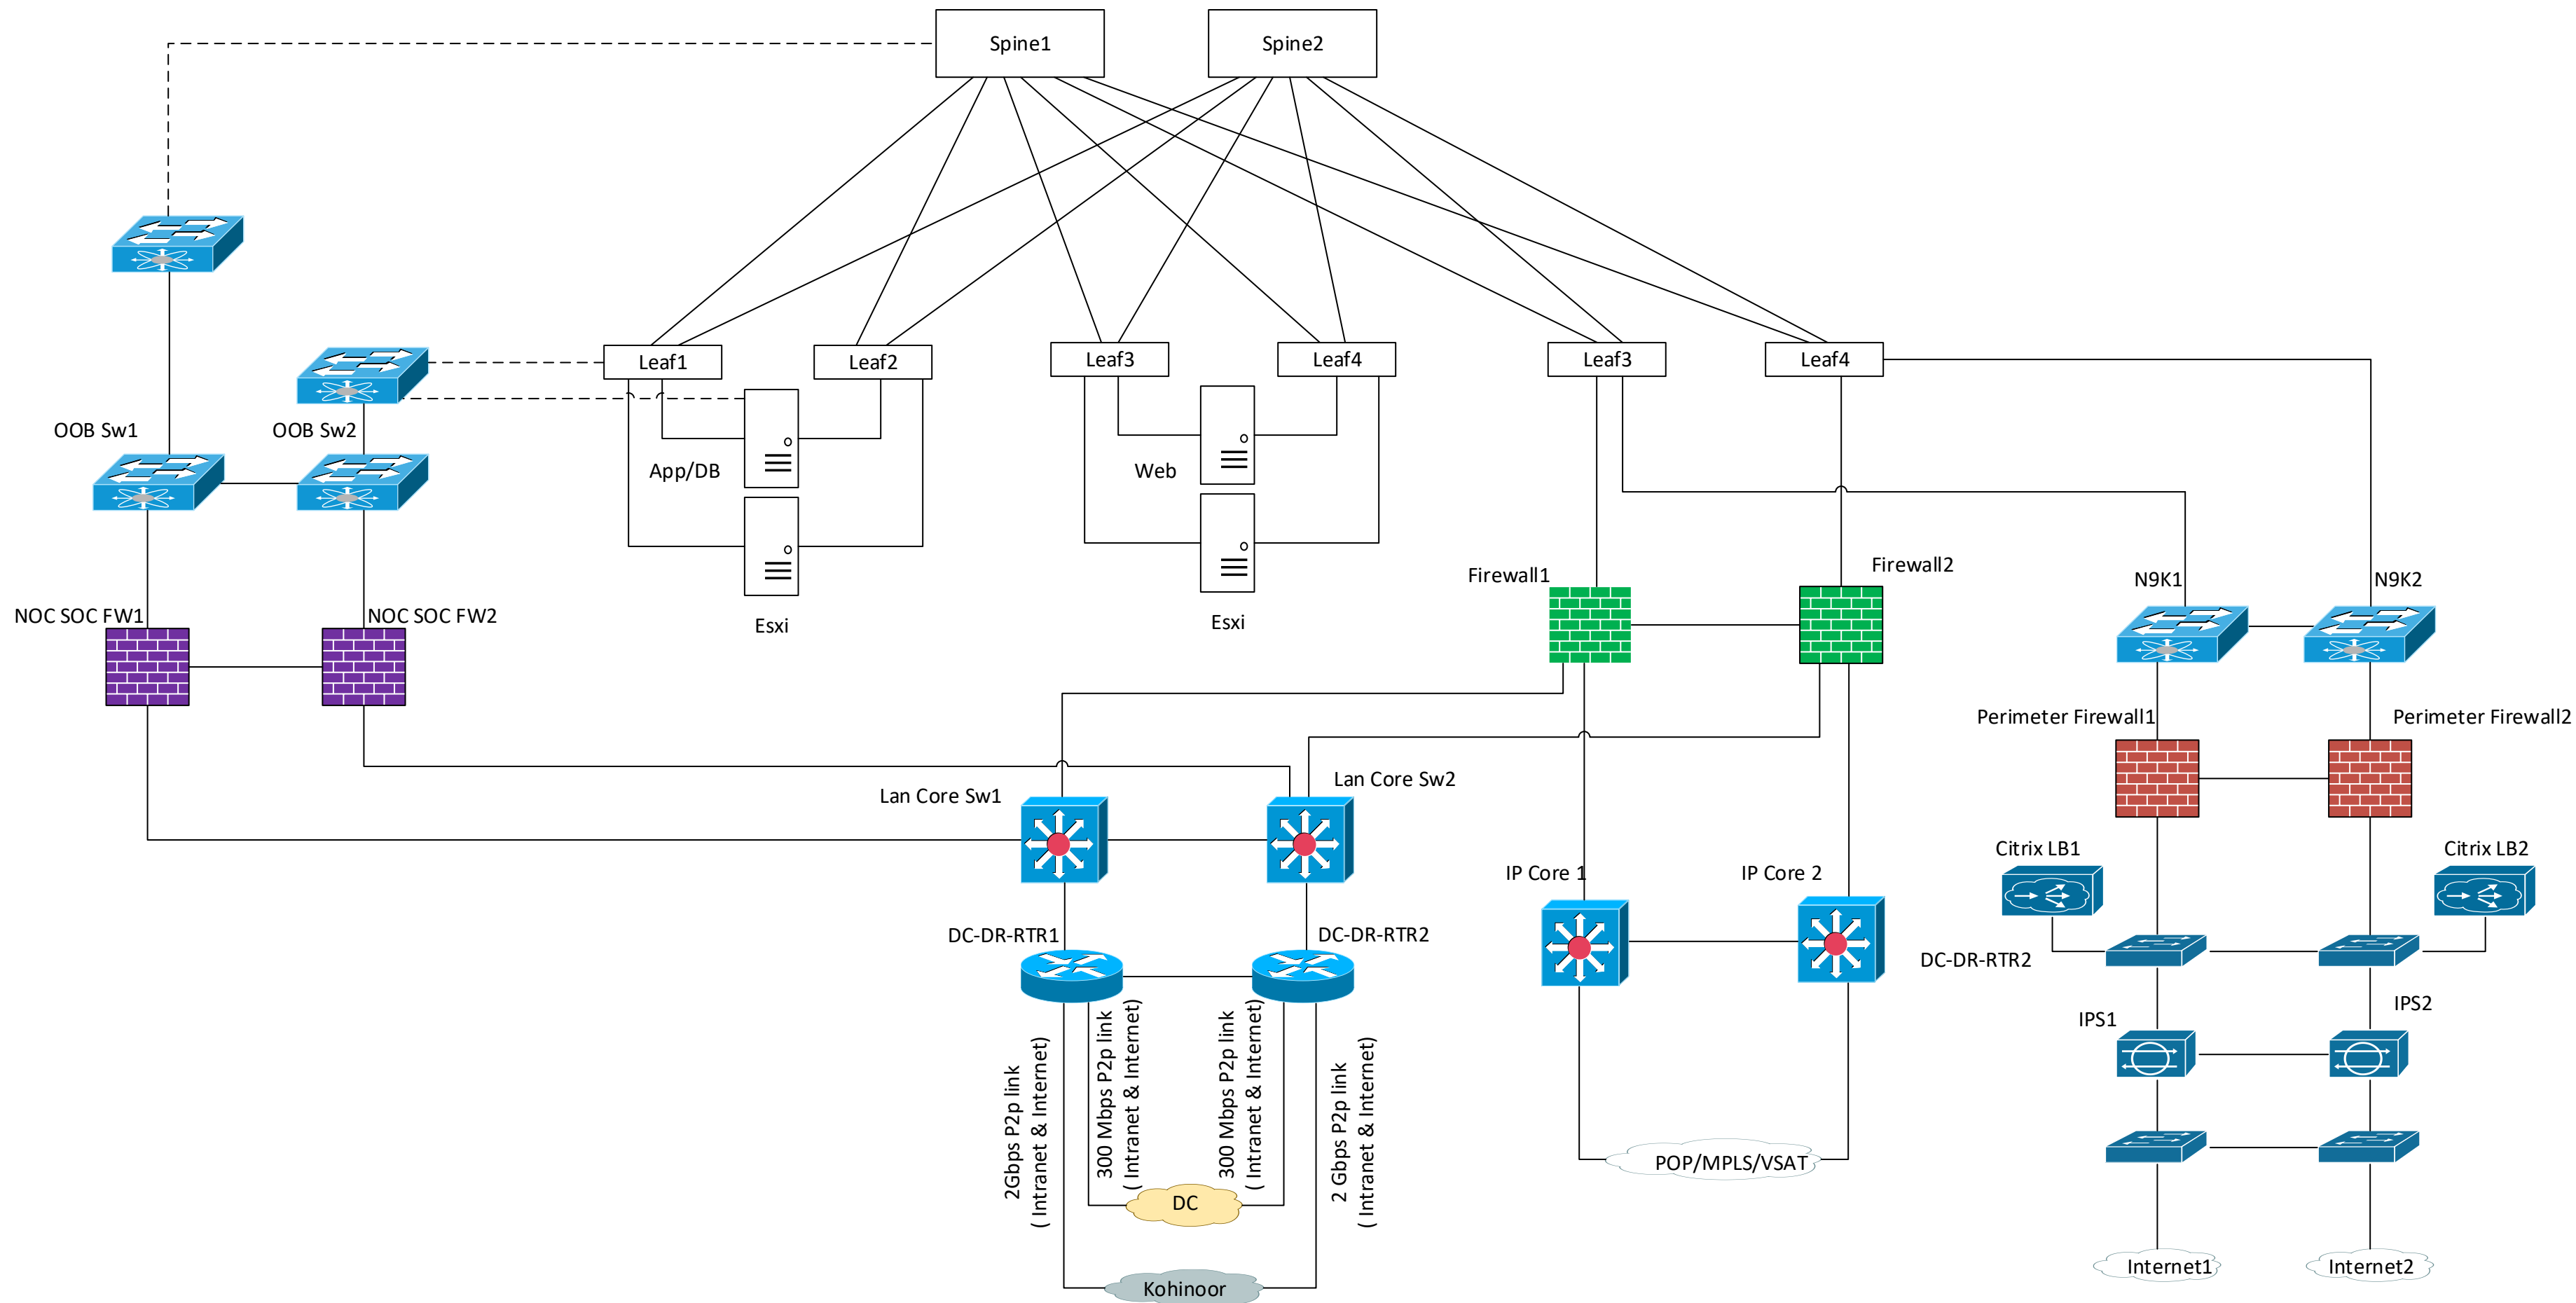 Spine1
Spine2
Leaf1
Leaf2
Leaf3
Leaf4
Leaf3
Leaf4
OOB Sw1
OOB Sw2
App/DB
Web
Esxi
Esxi
Firewall1
Firewall2
N9K1
N9K2
NOC SOC FW1
NOC SOC FW2
Perimeter Firewall1
Perimeter Firewall2
Lan Core Sw1
Lan Core Sw2
Citrix LB1
Citrix LB2
IP Core 1
IP Core 2
DC-DR-RTR1
DC-DR-RTR2
DC-DR-RTR2
IPS1
IPS2
2Gbps P2p link
( Intranet & Internet)
300 Mbps P2p link
( Intranet & Internet)
300 Mbps P2p link
( Intranet & Internet)
2 Gbps P2p link
( Intranet & Internet)
POP/MPLS/VSAT
DC
Kohinoor
Internet1
Internet2